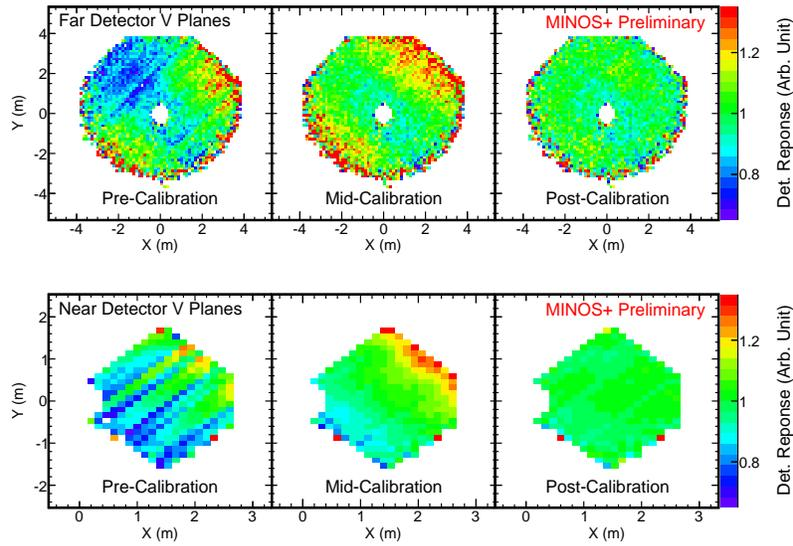 Far Detector V Planes
MINOS+ Preliminary
Y (m)
4
2
0
-2
-4
Pre-Calibration
Mid-Calibration
Post-Calibration
-4 -2 0 2 4
-4 -2 0 2 4
-4 -2 0 2 4
X (m)
X (m)
X (m)
1.2
1
0.8
Det. Reponse (Arb. Unit)
Near Detector V Planes
MINOS+ Preliminary
Y (m)
2
1
0
-1
-2
Pre-Calibration
Mid-Calibration
Post-Calibration
0 1 2 3
0 1 2 3
0 1 2 3
X (m)
X (m)
X (m)
1.2
1
0.8
Det. Reponse (Arb. Unit)